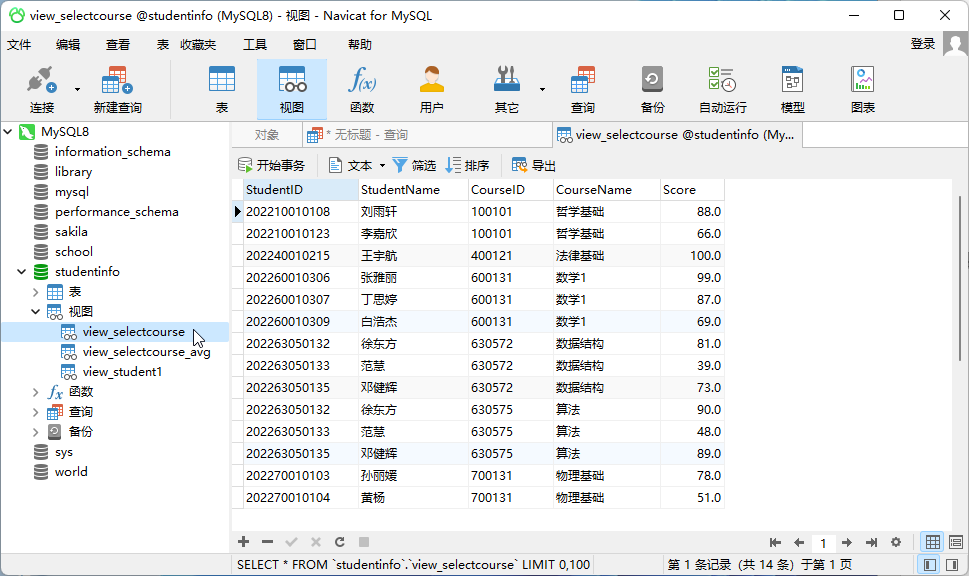 view_selectcourse @studentinfo (MySQL8) - 视图 - Navicat for MySQL
文件 编辑 查看 表 收藏夹 工具 窗口 帮助 登录
连接 新建查询 表 视图 函数 用户 其它 查询 备份 自动运行 模型 图表
MySQL8
information_schema
library
mysql
performance_schema
sakila
school
studentinfo
表
视图
view_selectcourse
view_selectcourse_avg
view_student1
函数
查询
备份
sys
world
对象 * 无标题 - 查询 view_selectcourse @studentinfo (My...
开始事务 文本 筛选 排序 导出
StudentID StudentName CourseID CourseName Score
202210010108 刘雨轩 100101 哲学基础 88.0
202210010123 李嘉欣 100101 哲学基础 66.0
202240010215 王宇航 400121 法律基础 100.0
202260010306 张雅丽 600131 数学1 99.0
202260010307 丁思婷 600131 数学1 87.0
202260010309 白浩杰 600131 数学1 69.0
202263050132 徐东方 630572 数据结构 81.0
202263050133 范慧 630572 数据结构 39.0
202263050135 邓健辉 630572 数据结构 73.0
202263050132 徐东方 630575 算法 90.0
202263050133 范慧 630575 算法 48.0
202263050135 邓健辉 630575 算法 89.0
202270010103 孙丽媛 700131 物理基础 78.0
202270010104 黄杨 700131 物理基础 51.0
1
SELECT * FROM `studentinfo`.`view_selectcourse` LIMIT 0,100 第 1 条记录 （共 14 条）于第 1 页